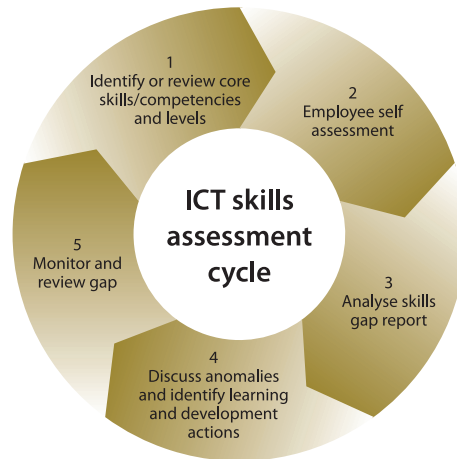 1
Identify or review core
skills/competencies
and levels
2
Employee self
assessment
ICT skills
assessment
cycle
3
Analyse skills
gap report
4
Discuss anomalies
and identify learning
and development
actions
5
Monitor and
review gap